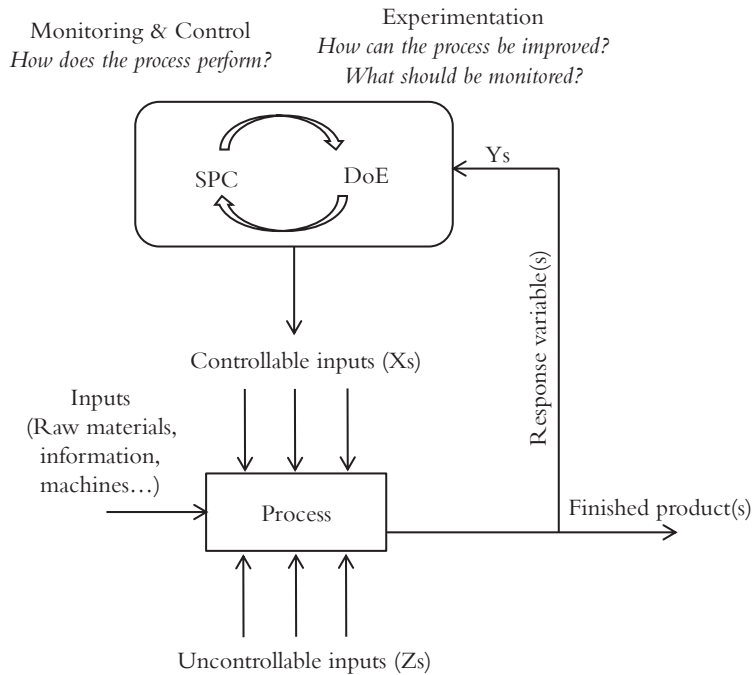 Monitoring & Control
How does the process perform?
Experimentation
How can the process be improved?
What should be monitored?
SPC
DoE
Ys
Response variable(s)
Controllable inputs (Xs)
Inputs
(Raw materials,
information,
machines…)
Process
Finished product(s)
Uncontrollable inputs (Zs)